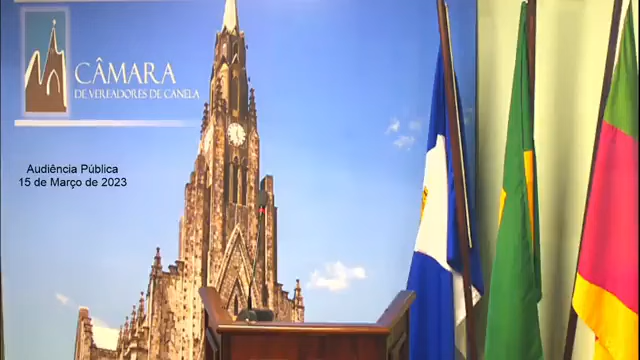 CÂMARA
DE VEREADORES DE CANELA
Audiência Pública
15 de Março de 2023